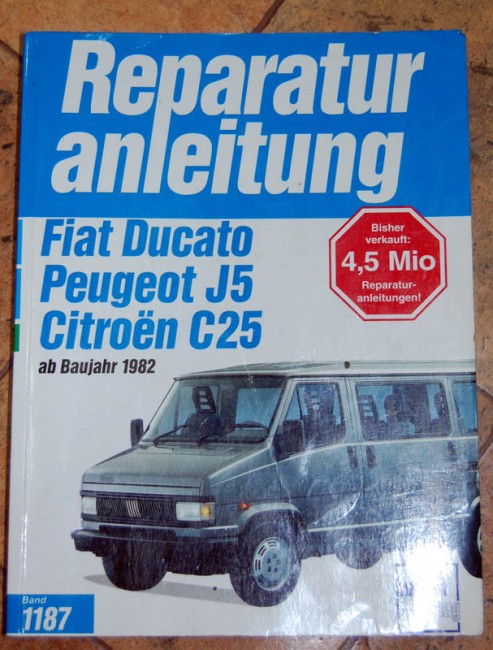 Reparatur
anleitung
Fiat Ducato
Peugeot J5
Citroën C25
ab Baujahr 1982
Bisher
verkauft:
4,5 Mio
Reparatur-
anleitungen!
Band
1187